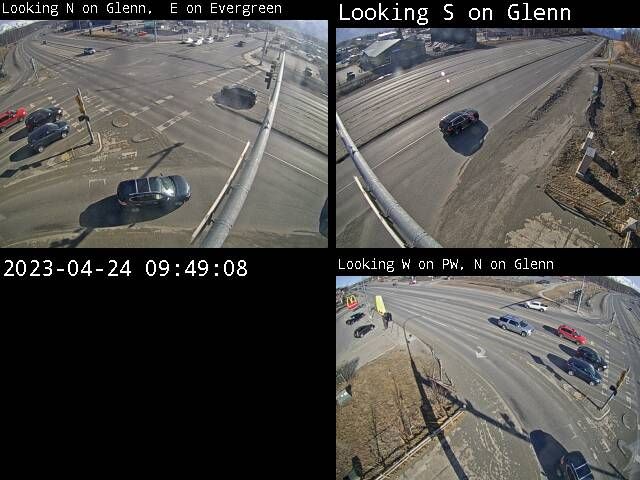 Looking N on Glenn,  E on Evergreen
Looking S on Glenn
2023-04-24 09:49:08
Looking W on PW, N on Glenn